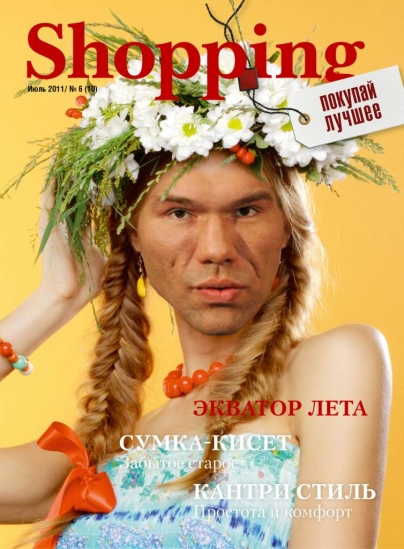 Shopping
Июль 2011/ № 6 (10)
покупай
лучшее
ЭКВАТОР ЛЕТА
СУМКА-КИСЕТ
Забытое старое
КАНТРИ СТИЛЬ
Простота и комфорт